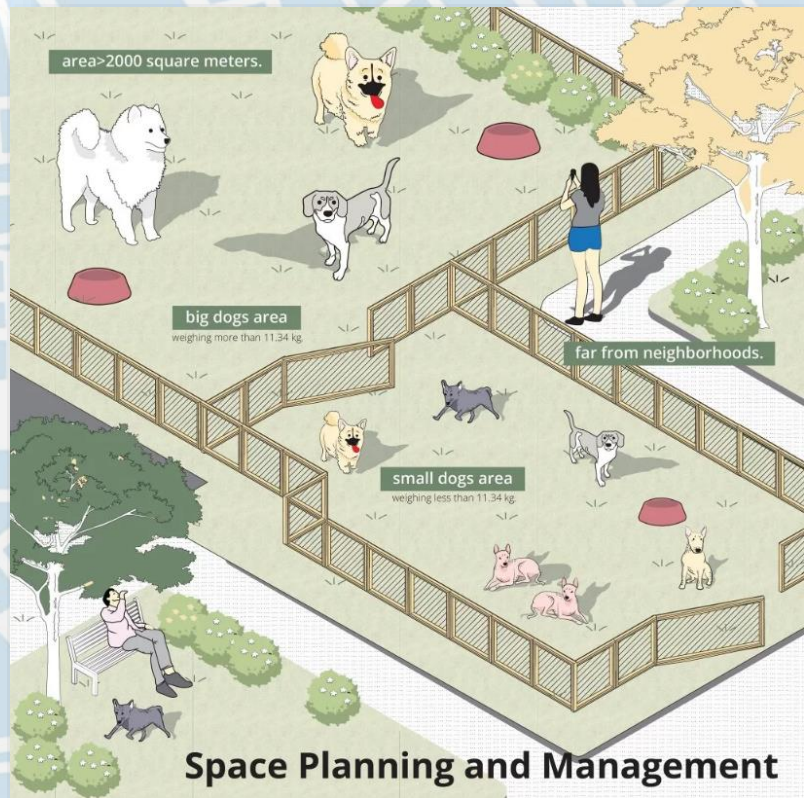 area>2000 square meters.
big dogs area
weighing more than 11.34 kg.
far from neighborhoods.
small dogs area
weighing less than 11.34 kg.
Space Planning and Management